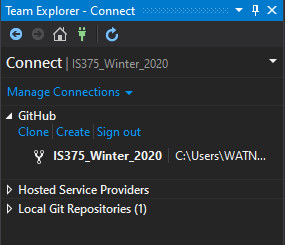 Team Explorer - Connect
Connect | IS375_Winter_2020
Manage Connections
GitHub
Clone | Create | Sign out
IS375_Winter_2020 | C:\Users\WATN...
Hosted Service Providers
Local Git Repositories (1)